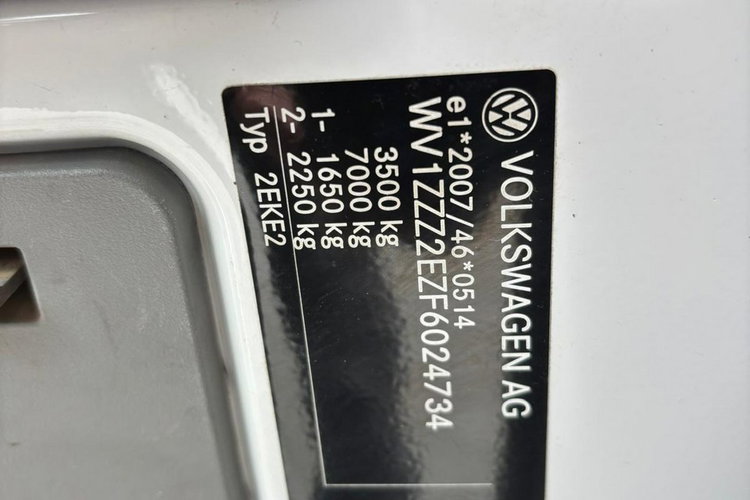 VOLKSWAGEN AG
e1*2007/46*0514
WV1ZZZ2EZF6024734
3500 kg
7000 kg
1- 1650 kg
2- 2250 kg
Typ 2EKE2